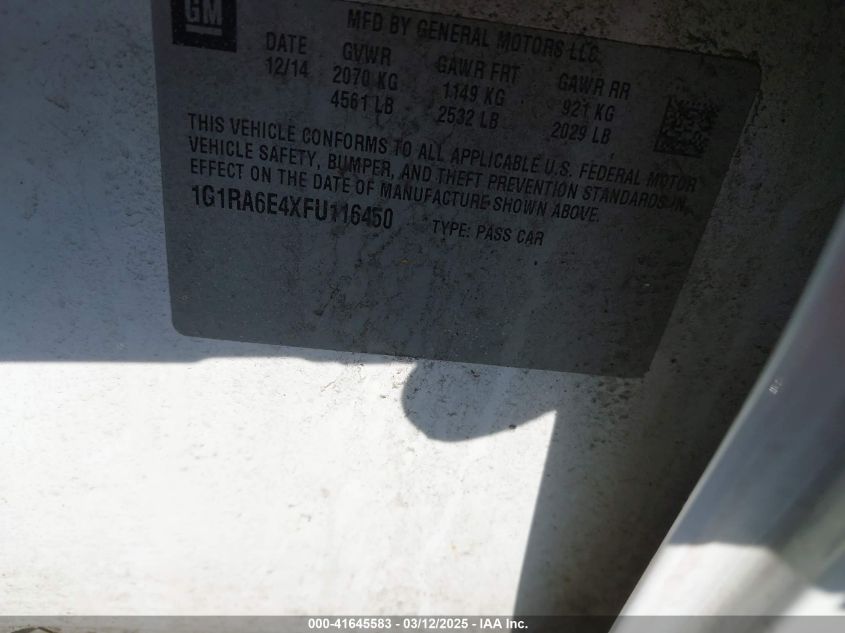 GM
MFD BY GENERAL MOTORS LLC
DATE GVWR GAWR FRT GAWR RR
12/14 2070 KG 1149 KG 921 KG
4561 LB 2532 LB 2029 LB
THIS VEHICLE CONFORMS TO ALL APPLICABLE U.S. FEDERAL MOTOR
VEHICLE SAFETY, BUMPER, AND THEFT PREVENTION STANDARDS IN
EFFECT ON THE DATE OF MANUFACTURE SHOWN ABOVE.
1G1RA6E4XFU116450 TYPE: PASS CAR
000-41645583 - 03/12/2025 - IAA Inc.